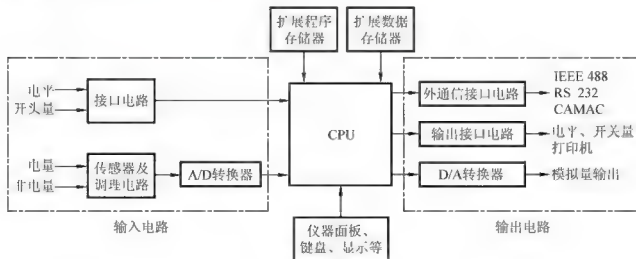 扩展程序
存储器
扩展数据
存储器
电平
开头量
接口电路
电量
非电量
传感器及
调理电路
A/D转换器
输入电路
CPU
仪器面板、
键盘、显示等
外通信接口电路
IEEE 488
RS 232
CAMAC
输出接口电路
电平、开关量
打印机
D/A转换器
模拟量输出
输出电路